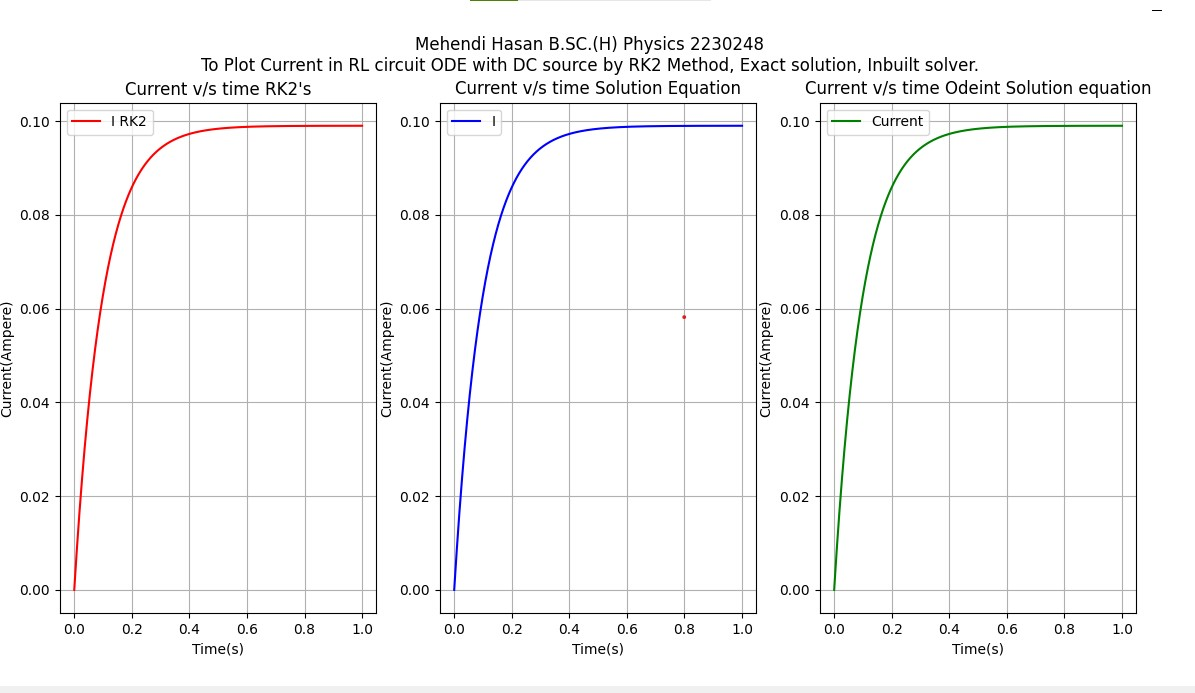 Mehendi Hasan B.SC.(H) Physics 2230248
To Plot Current in RL circuit ODE with DC source by RK2 Method, Exact solution, Inbuilt solver.
Current v/s time RK2's
I RK2
0.10
0.08
0.06
0.04
0.02
0.00
Current(Ampere)
0.0 0.2 0.4 0.6 0.8 1.0
Time(s)
Current v/s time Solution Equation
I
0.10
0.08
0.06
0.04
0.02
0.00
Current(Ampere)
0.0 0.2 0.4 0.6 0.8 1.0
Time(s)
Current v/s time Odeint Solution equation
Current
0.10
0.08
0.06
0.04
0.02
0.00
Current(Ampere)
0.0 0.2 0.4 0.6 0.8 1.0
Time(s)